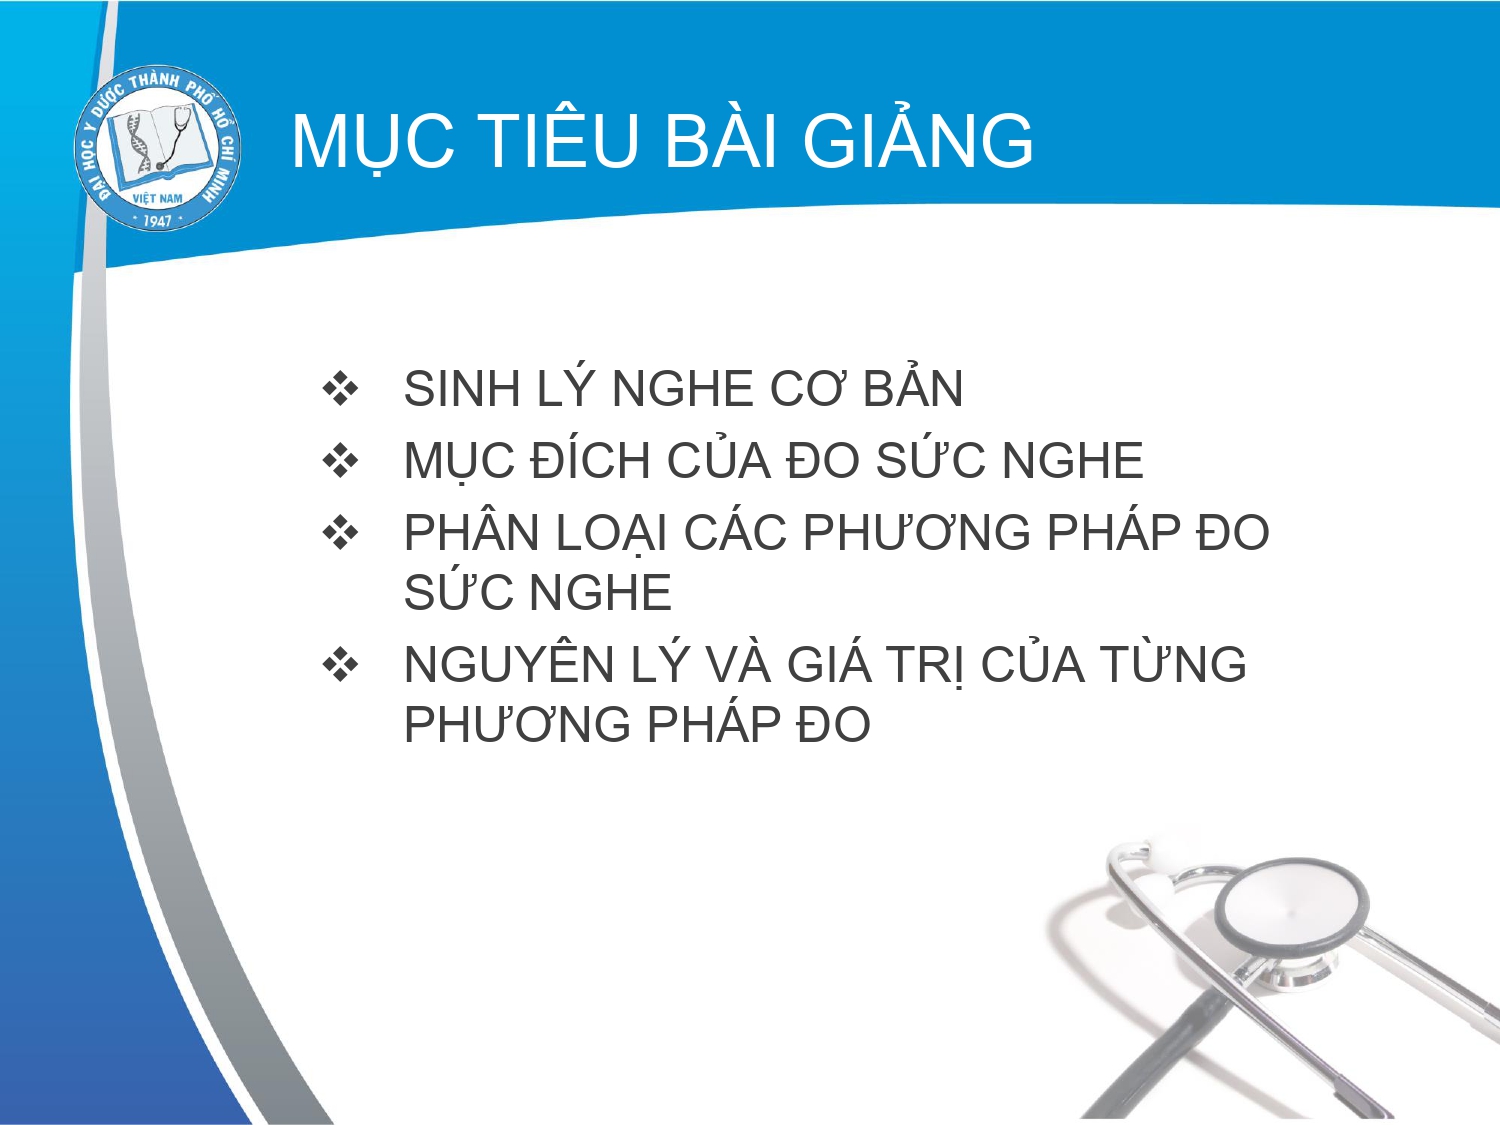 ĐẠI HỌC Y DƯỢC THÀNH PHỐ HỒ CHÍ MINH
VIỆT NAM
1947
MỤC TIÊU BÀI GIẢNG
❖ SINH LÝ NGHE CƠ BẢN
❖ MỤC ĐÍCH CỦA ĐO SỨC NGHE
❖ PHÂN LOẠI CÁC PHƯƠNG PHÁP ĐO
SỨC NGHE
❖ NGUYÊN LÝ VÀ GIÁ TRỊ CỦA TỪNG
PHƯƠNG PHÁP ĐO